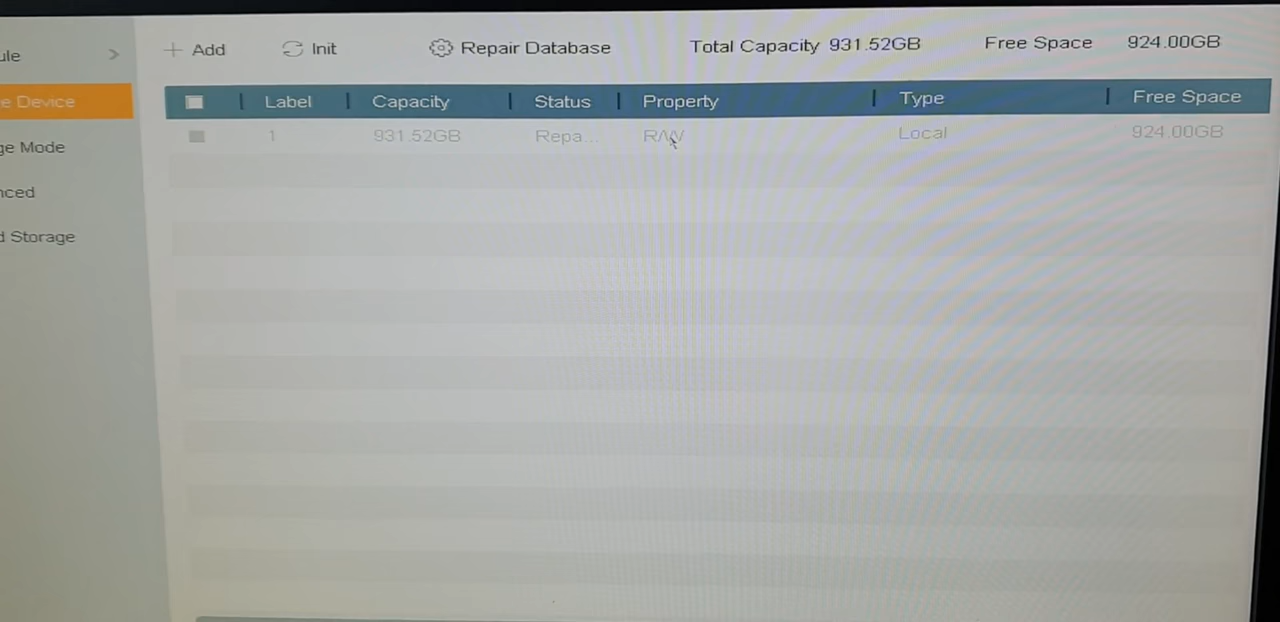 ule >
+ Add Init Repair Database Total Capacity 931.52GB Free Space 924.00GB
e Device
Label Capacity Status Property Type Free Space
1 931.52GB Repa... R/W Local 924.00GB
ge Mode
nced
d Storage